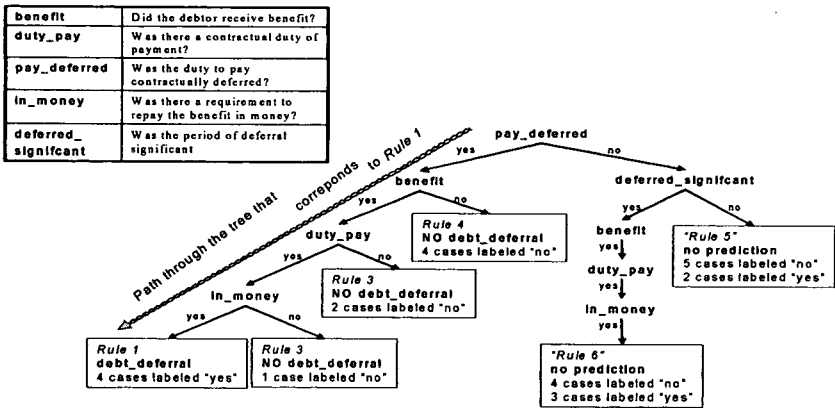 benefit Did the debtor receive benefit?
duty_pay Was there a contractual duty of
payment?
pay_deferred Was the duty to pay
contractually deferred?
in_money Was there a requirement to
repay the benefit in money?
deferred_ Was the period of deferral
signifcant significant
Path through the tree that correponds to Rule 1
pay_deferred
yes no
benefit deferred_signifcant
yes no yes no
Rule 4
NO debt_deferral
4 cases labeled "no"
benefit
yes
"Rule 5"
no prediction
5 cases labeled "no"
2 cases labeled "yes"
duty_pay
yes no
duty_pay
yes
Rule 3
NO debt_deferral
2 cases labeled "no"
in_money
yes no
in_money
yes
Rule 1
debt_deferral
4 cases labeled "yes"
Rule 3
NO debt_deferral
1 case labeled "no"
"Rule 6"
no prediction
4 cases labeled "no"
3 cases labeled "yes"